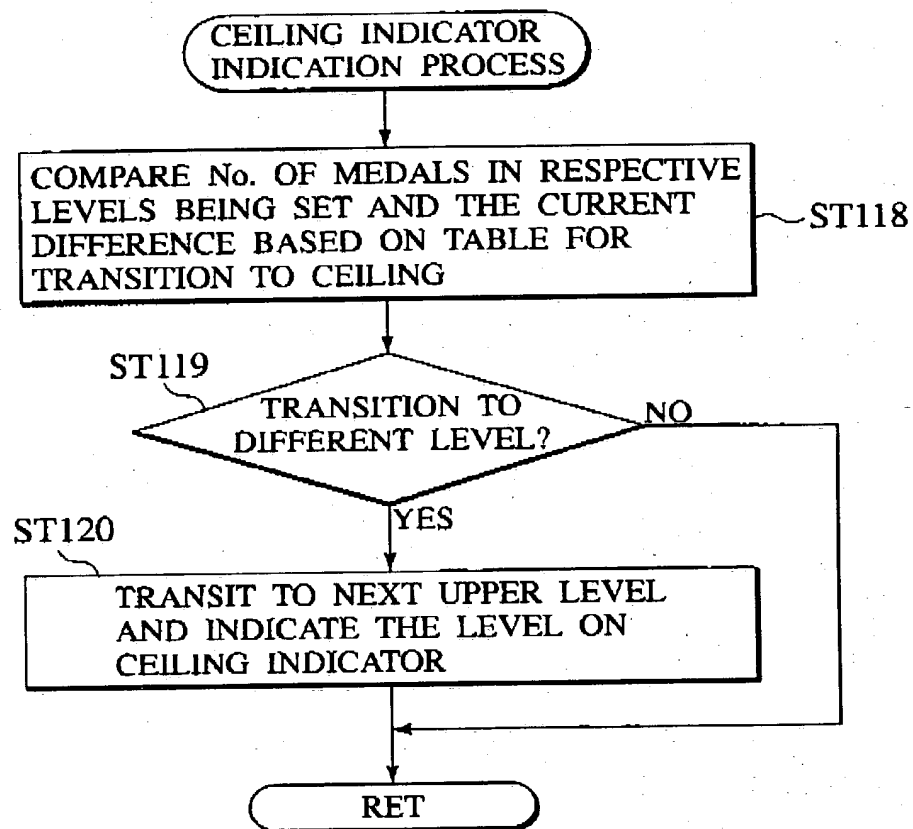 CEILING INDICATOR
INDICATION PROCESS
COMPARE No. OF MEDALS IN RESPECTIVE
LEVELS BEING SET AND THE CURRENT
DIFFERENCE BASED ON TABLE FOR
TRANSITION TO CEILING
ST118
ST119
TRANSITION TO
DIFFERENT LEVEL?
NO
YES
ST120
TRANSIT TO NEXT UPPER LEVEL
AND INDICATE THE LEVEL ON
CEILING INDICATOR
RET